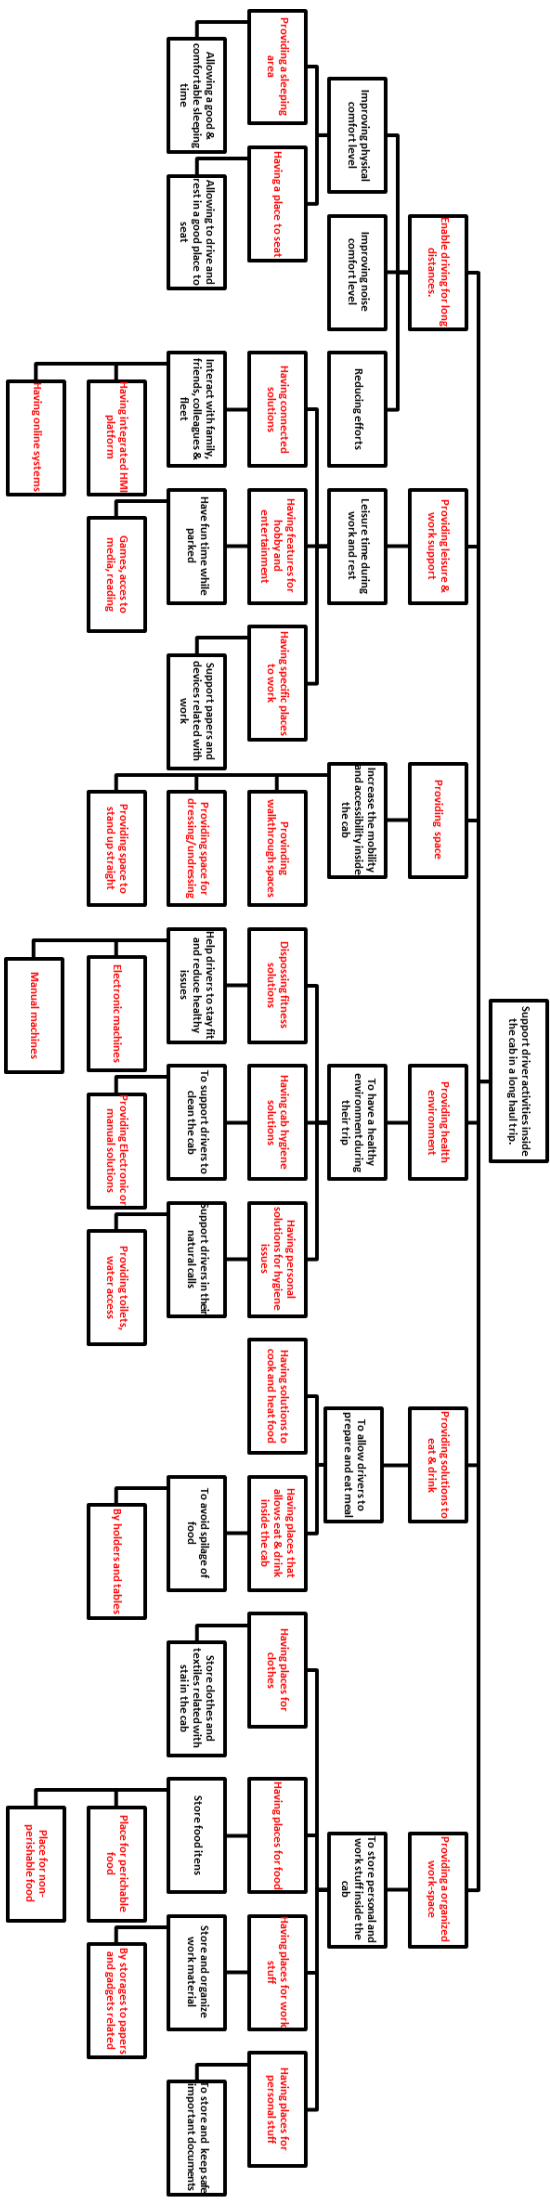 Support driver activities inside
the cab in a long haul trip.
Enable driving for long
distances.
Providing leisure &
work support
Providing  space
Providing health
environment
Providing solutions to
eat & drink
Providing a organized
work-space
Improving physical
comfort level
Improving noise
comfort level
Reducing efforts
Leisure time during
work and rest
Increase the mobility
and accessibility inside
the cab
To have a healthy
environment during
their trip
To allow drivers to
prepare and eat meal
To store personal and
work stuff inside the
cab
Providing a sleeping
area
Having a place to seat
Having connected
solutions
Having features for
hobby and
entertainment
Having specific places
to work
Provinding
walkthrough spaces
Dispossing fitness
solutions
Having cab hygiene
solutions
Having personal
solutions for hygiene
issues
Having solutions to
cook and heat food
Having places that
allows eat & drink
inside the cab
Having places for
clothes
Having places for food
Having places for work
stuff
Having places for
personal stuff
Allowing a good &
comfortable sleeping
time
Allowing to drive and
rest in a good place to
seat
Interact with family,
friends, colleagues &
fleet
Have fun time while
parked
Support papers and
devices related with
work
Providing space for
dressing/undressing
Help drivers to stay fit
and reduce healthy
issues
To support drivers to
clean the cab
Support drivers in their
natural calls
To avoid spilage of
food
Store clothes and
textiles related with
stai in the cab
Store food itens
Store and organize
work material
To store and  keep safe
important documents
Having integrated HMI
platform
Games, acces to
media, reading
Providing space to
stand up straight
Electronic machines
Providing Electronic or
manual solutions
Providing toilets,
water access
By holders and tables
Place for perichable
food
By storages to papers
and gadgets related
Having online systems
Manual machines
Place for non-
perishable food